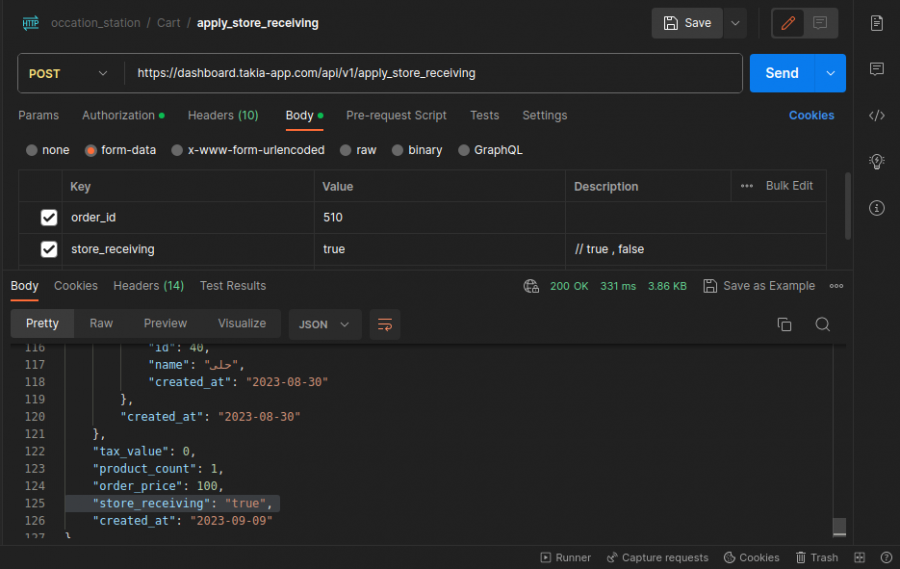 HTTP occation_station / Cart / apply_store_receiving Save
POST https://dashboard.takla-app.com/api/v1/apply_store_receiving Send
Params Authorization Headers (10) Body Pre-request Script Tests Settings Cookies
none form-data x-www-form-urlencoded raw binary GraphQL
Key Value Description Bulk Edit
order_id 510
store_receiving true // true , false
Body Cookies Headers (14) Test Results 200 OK 331 ms 3.86 KB Save as Example
Pretty Raw Preview Visualize JSON
116 "id": 40,
117 "name": "حلى",
118 "created_at": "2023-08-30"
119 },
120 "created_at": "2023-08-30"
121 },
122 "tax_value": 0,
123 "product_count": 1,
124 "order_price": 100,
125 "store_receiving": "true",
126 "created_at": "2023-09-09"
127 }
Runner Capture requests Cookies Trash